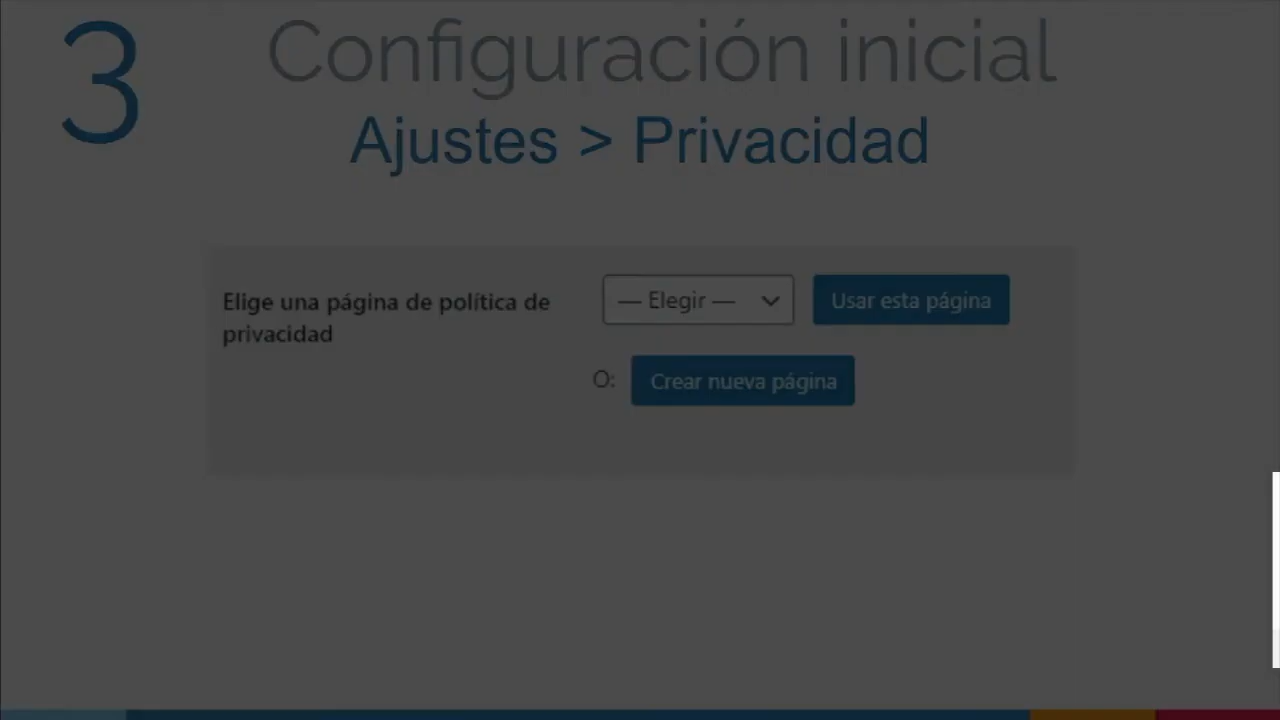 3
Configuración inicial
Ajustes > Privacidad
Elige una página de política de
privacidad
— Elegir —
Usar esta página
O:
Crear nueva página